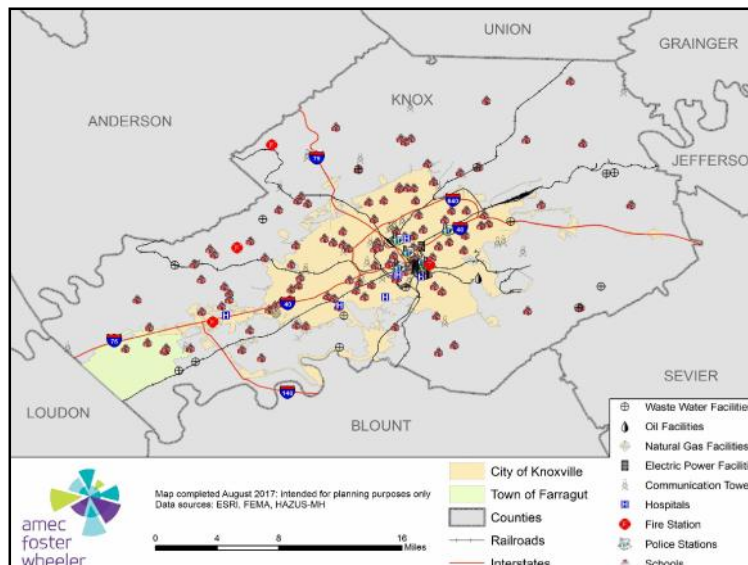 UNION
GRAINGER
KNOX
ANDERSON
75
JEFFERSO
640
40
40
75
140
SEVIER
LOUDON
BLOUNT
Waste Water Facilities
Oil Facilities
Natural Gas Facilities
Electric Power Faciliti
Communication Towe
Hospitals
Fire Station
Police Stations
Schools
City of Knoxville
Town of Farragut
Counties
Railroads
Interstates
amec
foster
wheeler
Map completed August 2017: intended for planning purposes only
Data sources: ESRI, FEMA, HAZUS-MH
0 4 8 16
Miles